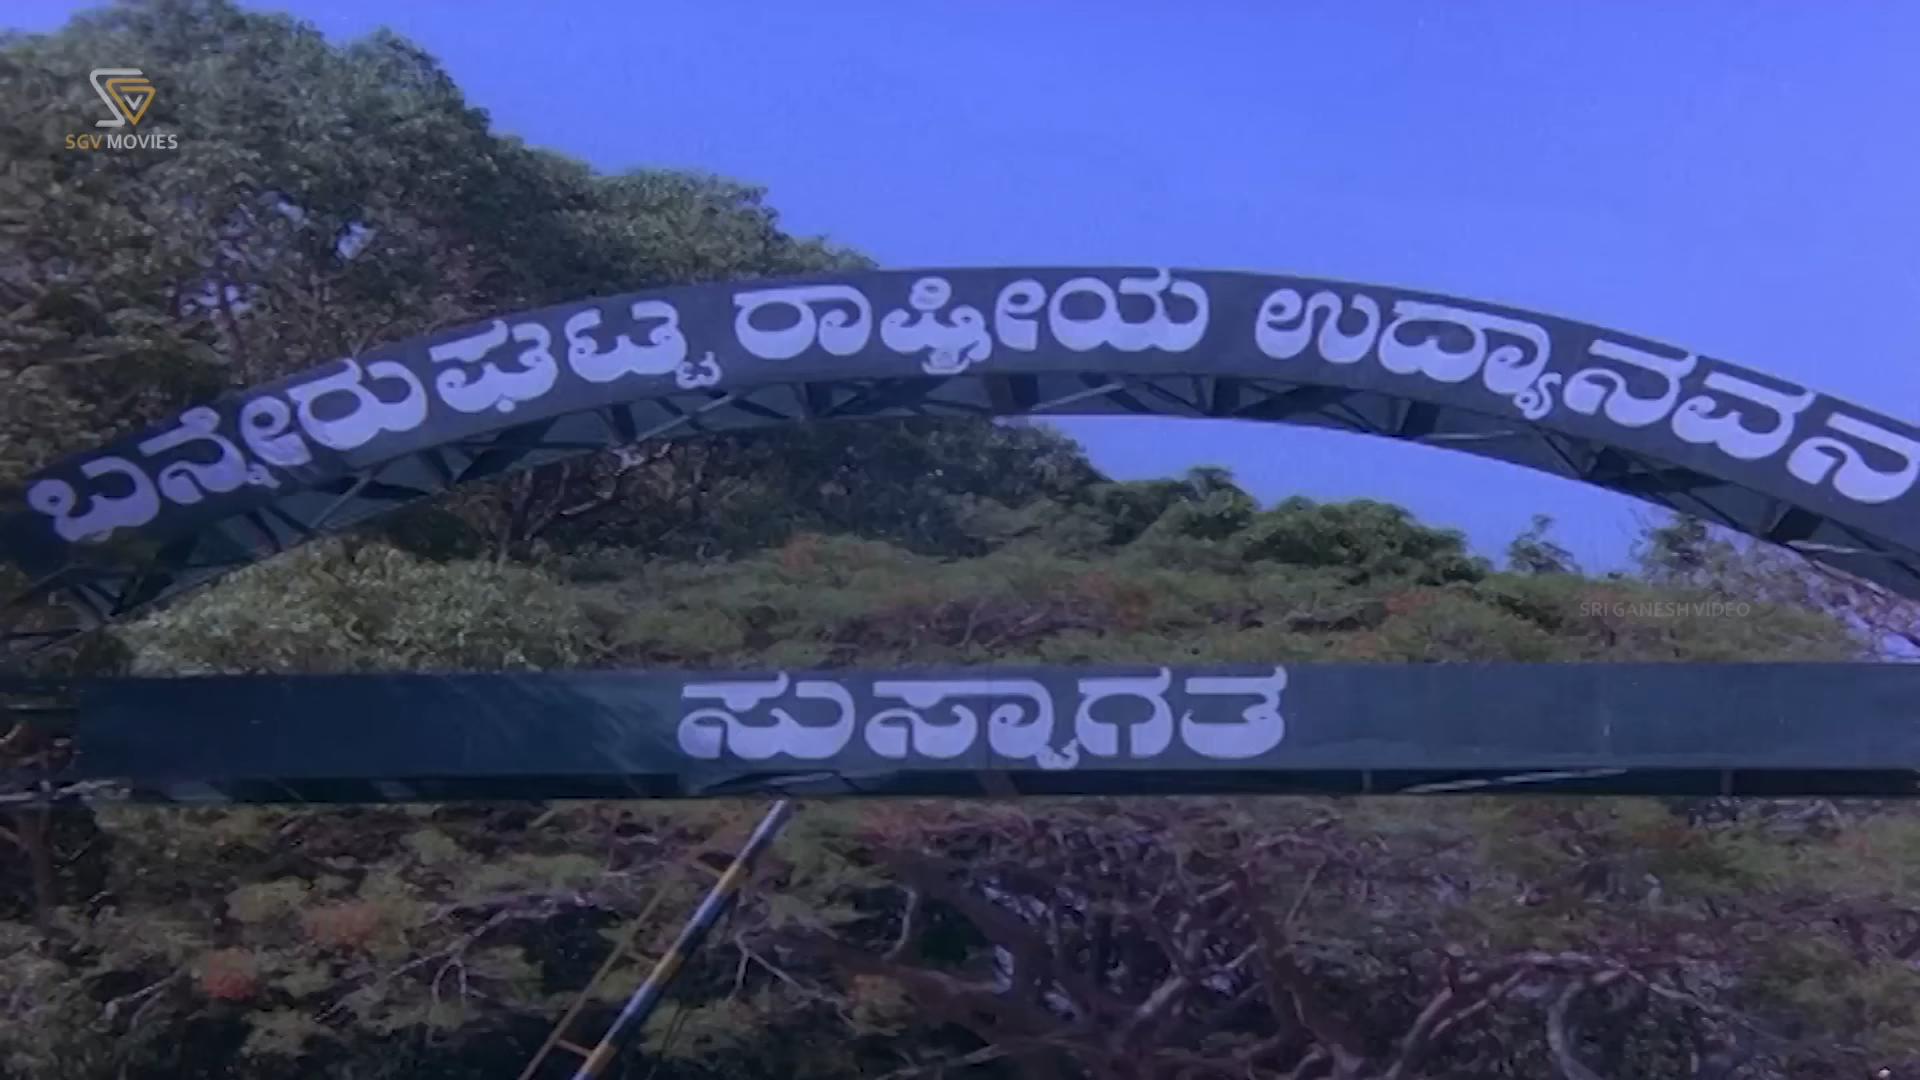 SGV MOVIES
ಬನ್ನೇರುಘಟ್ಟ ರಾಷ್ಟ್ರೀಯ ಉದ್ಯಾನವನ
SRI GANESH VIDEO
ಸುಸ್ವಾಗತ